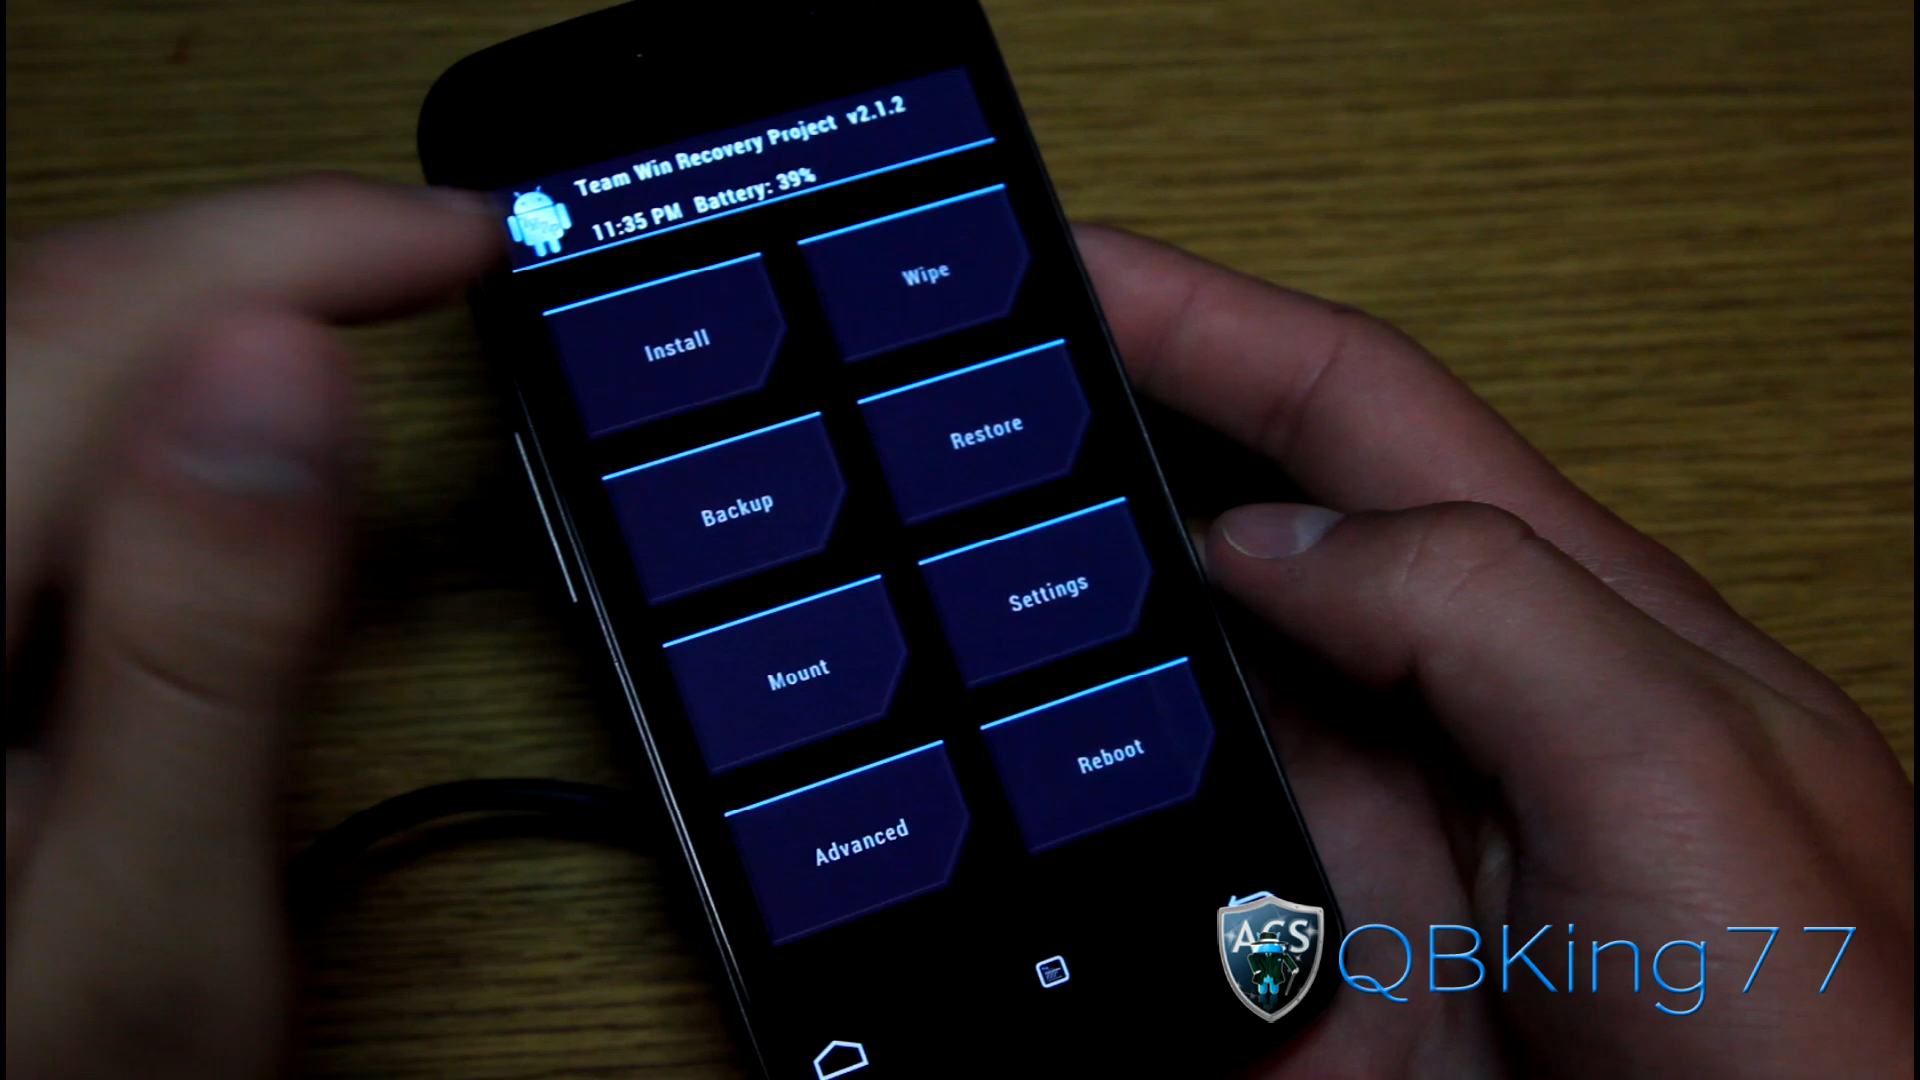 Team Win Recovery Project v2.1.2
11:35 PM Battery: 39%
Install
Wipe
Backup
Restore
Mount
Settings
Advanced
Reboot
ACS
QBKing77